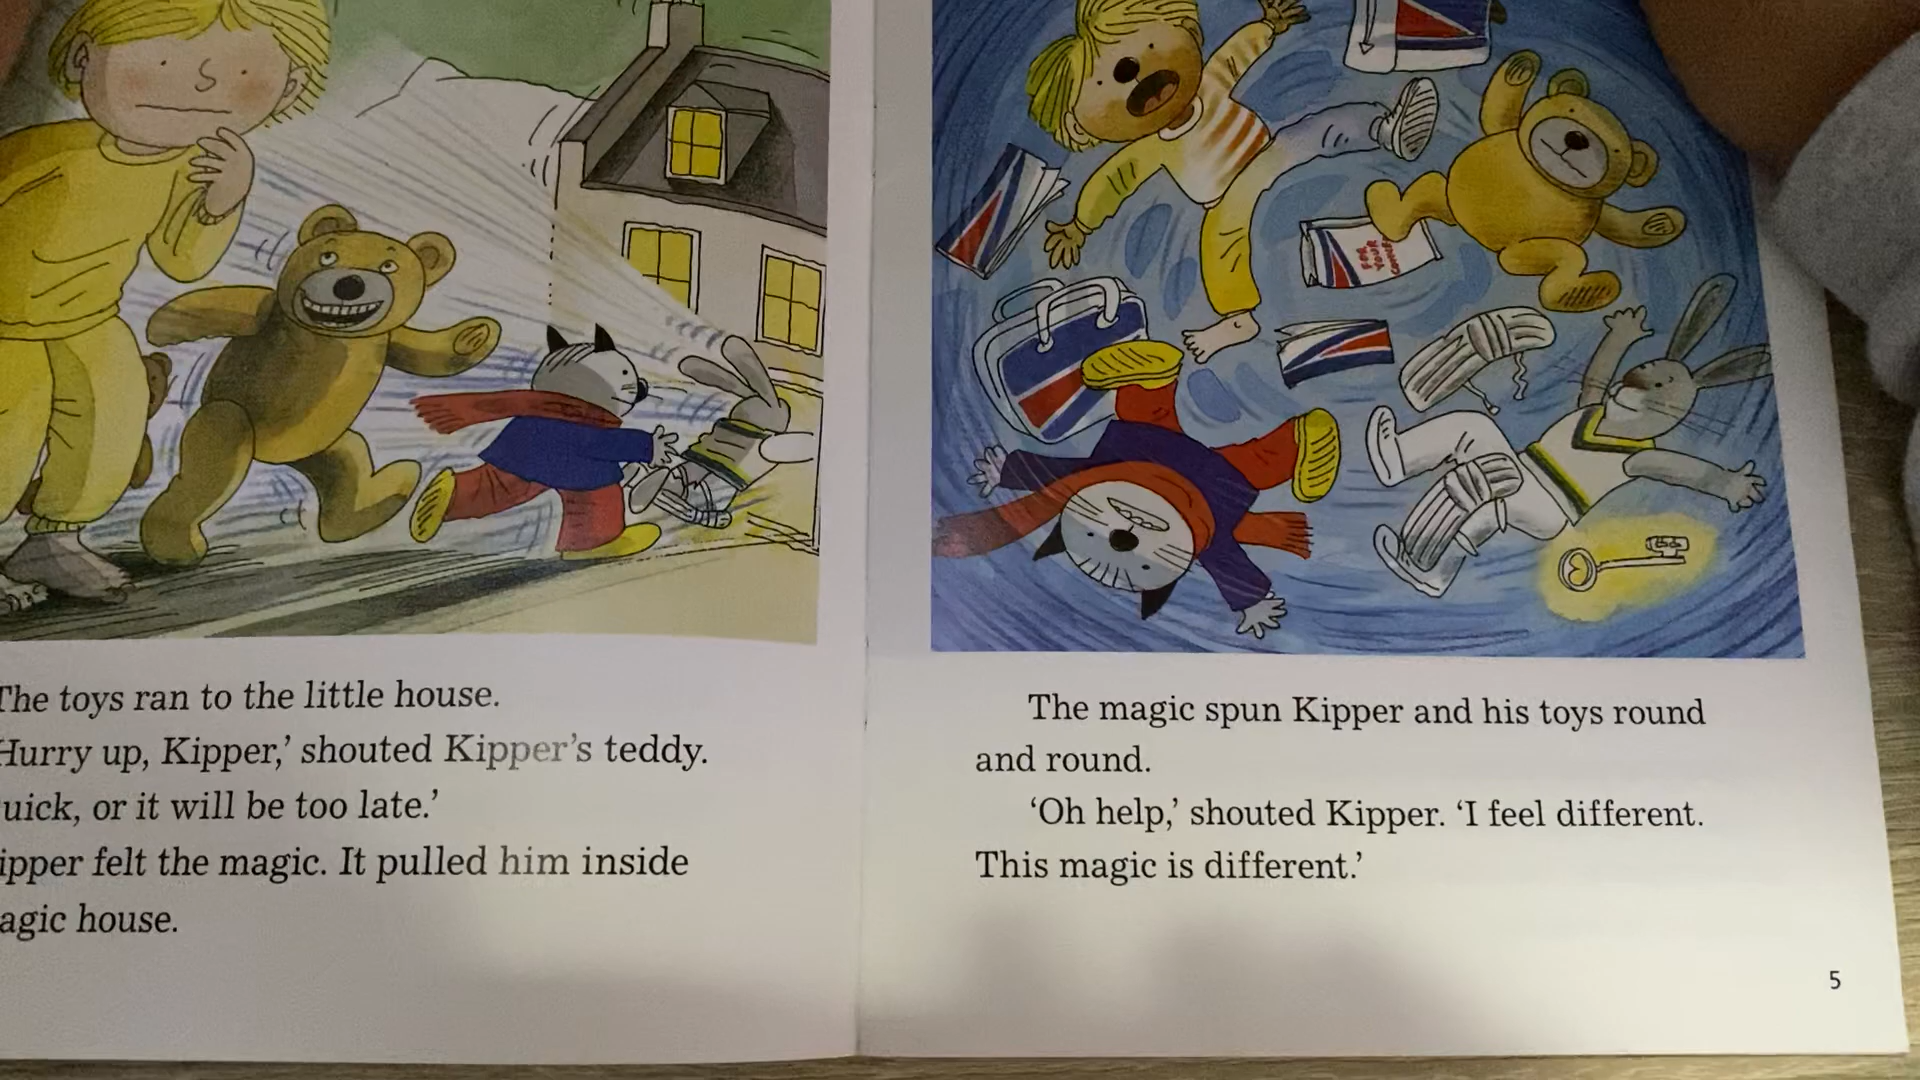 The toys ran to the little house.
Hurry up, Kipper,’ shouted Kipper’s teddy.
uick, or it will be too late.’
ipper felt the magic. It pulled him inside
agic house.
FOR
YOUR
The magic spun Kipper and his toys round
and round.
‘Oh help,’ shouted Kipper. ‘I feel different.
This magic is different.’
5